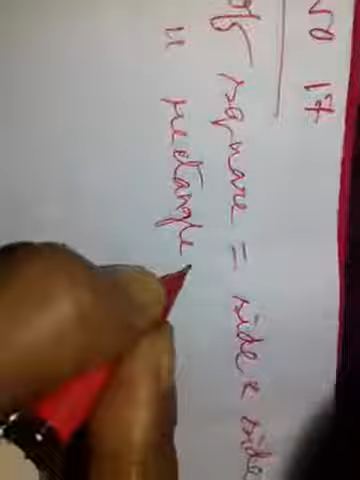 no 17
of square = side x side
" rectangle